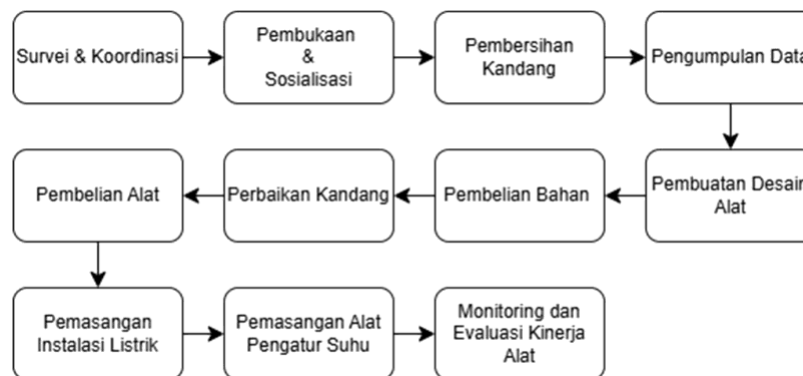 Survei & Koordinasi
Pembukaan
&
Sosialisasi
Pembersihan
Kandang
Pengumpulan Data
Pembuatan Desain
Alat
Pembelian Bahan
Perbaikan Kandang
Pembelian Alat
Pemasangan
Instalasi Listrik
Pemasangan Alat
Pengatur Suhu
Monitoring dan
Evaluasi Kinerja
Alat